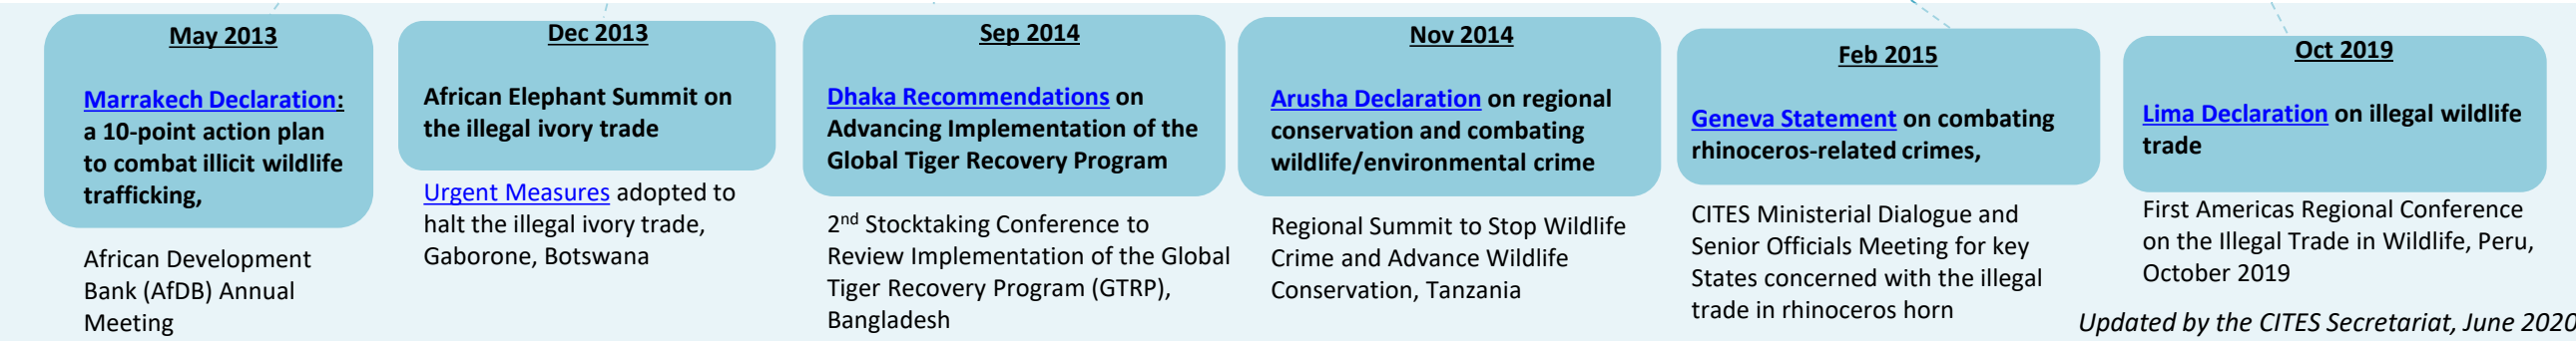 May 2013
Marrakech Declaration:
a 10-point action plan
to combat illicit wildlife
trafficking,
African Development
Bank (AfDB) Annual
Meeting
Dec 2013
African Elephant Summit on
the illegal ivory trade
Urgent Measures adopted to
halt the illegal ivory trade,
Gaborone, Botswana
Sep 2014
Dhaka Recommendations on
Advancing Implementation of the
Global Tiger Recovery Program
2nd Stocktaking Conference to
Review Implementation of the Global
Tiger Recovery Program (GTRP),
Bangladesh
Nov 2014
Arusha Declaration on regional
conservation and combating
wildlife/environmental crime
Regional Summit to Stop Wildlife
Crime and Advance Wildlife
Conservation, Tanzania
Feb 2015
Geneva Statement on combating
rhinoceros-related crimes,
CITES Ministerial Dialogue and
Senior Officials Meeting for key
States concerned with the illegal
trade in rhinoceros horn
Oct 2019
Lima Declaration on illegal wildlife
trade
First Americas Regional Conference
on the Illegal Trade in Wildlife, Peru,
October 2019
Updated by the CITES Secretariat, June 2020